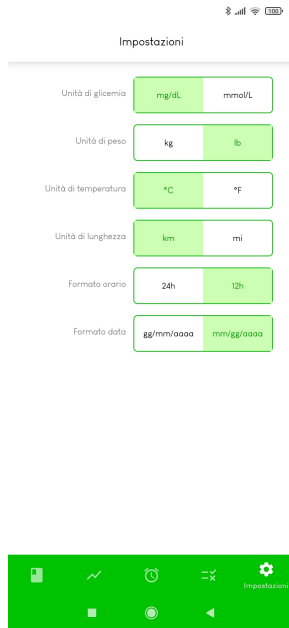 100
Impostazioni
Unità di glicemia mg/dL mmol/L
Unità di peso kg lb
Unità di temperatura °C °F
Unità di lunghezza km mi
Formato orario 24h 12h
Formato data gg/mm/aaaa mm/gg/aaaa
Impostazioni